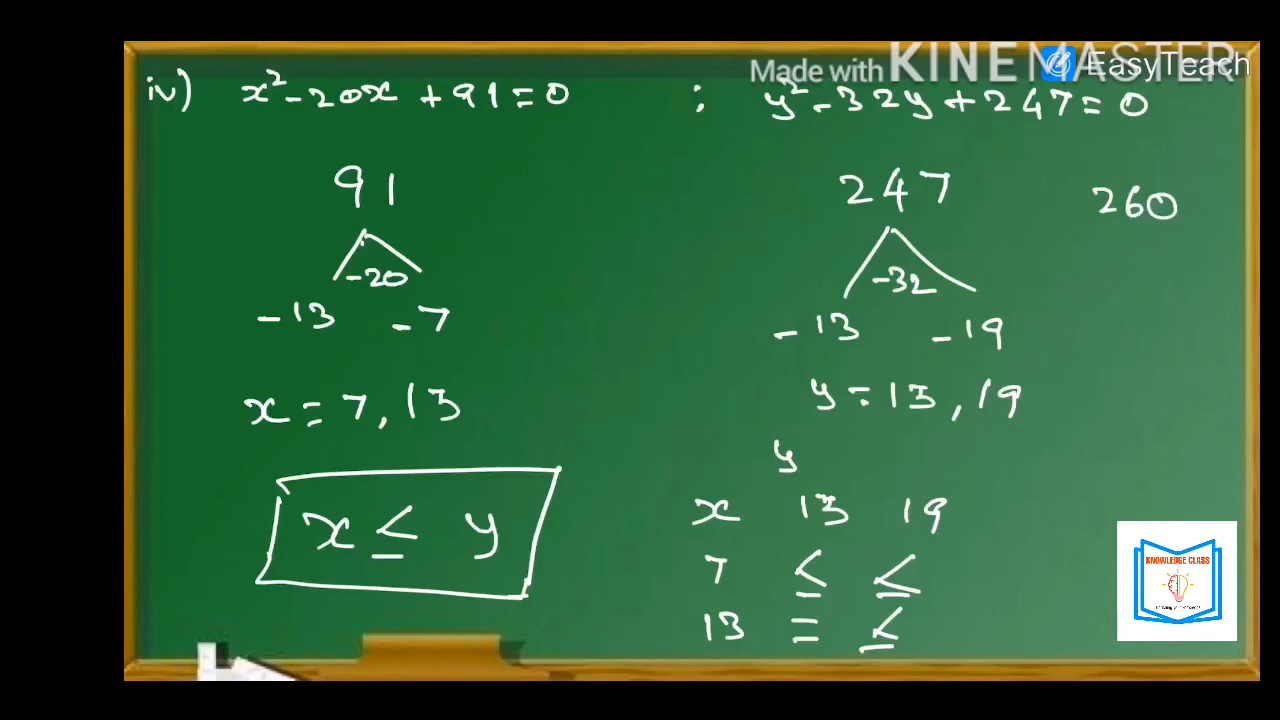 Made with KINEMASTER
EasyTeach
iv) x²-20x+91=0 ; y²-32y+247=0
91 247 260
-20 -32
-13 -7 -13 -19
x=7,13 y=13,19
y
x 13 19
x ≤ y
7 ≤ ≤
13 = ≤
KNOWLEDGE CLASS